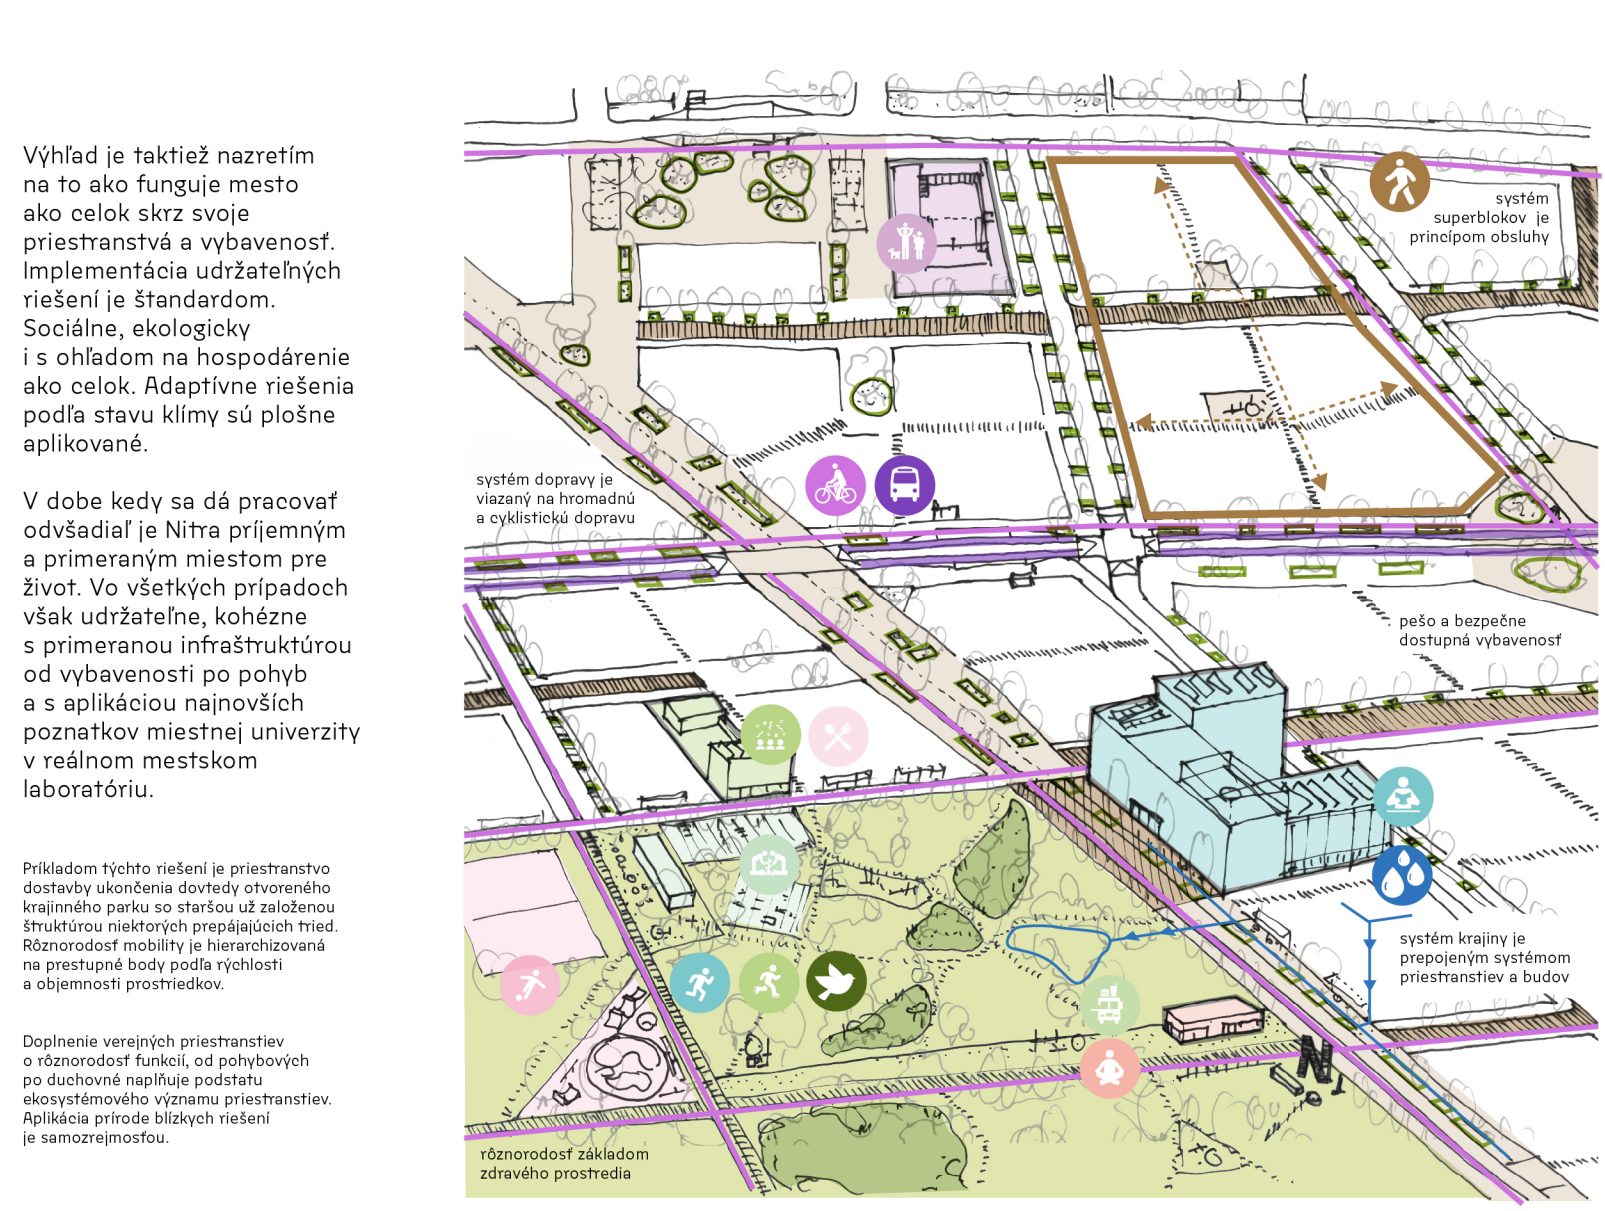 Výhľad je taktiež nazretím
na to ako funguje mesto
ako celok skrz svoje
priestranstvá a vybavenosť.
Implementácia udržateľných
riešení je štandardom.
Sociálne, ekologicky
i s ohľadom na hospodárenie
ako celok. Adaptívne riešenia
podľa stavu klímy sú plošne
aplikované.
V dobe kedy sa dá pracovať
odvšadiaľ je Nitra príjemným
a primeraným miestom pre
život. Vo všetkých prípadoch
však udržateľne, kohézne
s primeranou infraštruktúrou
od vybavenosti po pohyb
a s aplikáciou najnovších
poznatkov miestnej univerzity
v reálnom mestskom
laboratóriu.
Príkladom týchto riešení je priestranstvo
dostavby ukončenia dovtedy otvoreného
krajinného parku so staršou už založenou
štruktúrou niektorých prepájajúcich tried.
Rôznorodosť mobility je hierarchizovaná
na prestupné body podľa rýchlosti
a objemnosti prostriedkov.
Doplnenie verejných priestranstiev
o rôznorodosť funkcií, od pohybových
po duchovné naplňuje podstatu
ekosystémového významu priestranstiev.
Aplikácia prírode blízkych riešení
je samozrejmosťou.
systém
superblokov je
princípom obsluhy
systém dopravy je
viazaný na hromadnú
a cyklistickú dopravu
pešo a bezpečne
dostupná vybavenosť
systém krajiny je
prepojeným systémom
priestranstiev a budov
rôznorodosť základom
zdravého prostredia